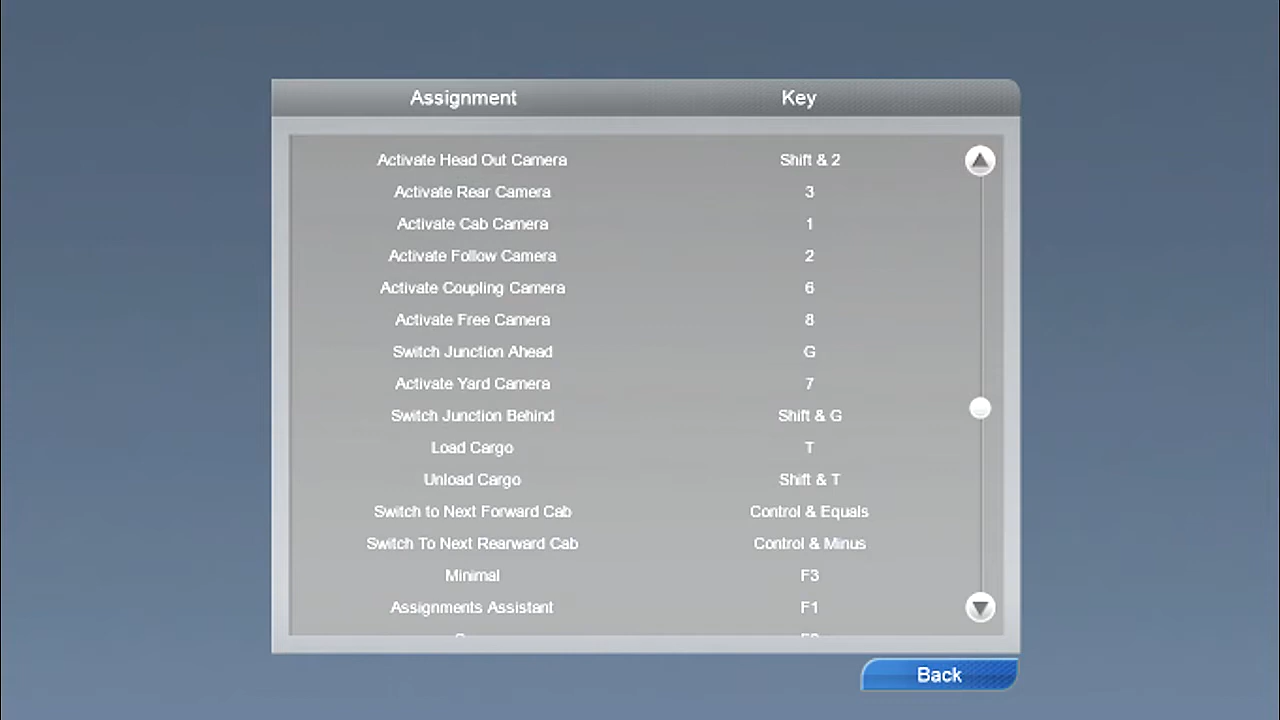 Assignment Key
Activate Head Out Camera Shift & 2
Activate Rear Camera 3
Activate Cab Camera 1
Activate Follow Camera 2
Activate Coupling Camera 6
Activate Free Camera 8
Switch Junction Ahead G
Activate Yard Camera 7
Switch Junction Behind Shift & G
Load Cargo T
Unload Cargo Shift & T
Switch to Next Forward Cab Control & Equals
Switch To Next Rearward Cab Control & Minus
Minimal F3
Assignments Assistant F1
Back